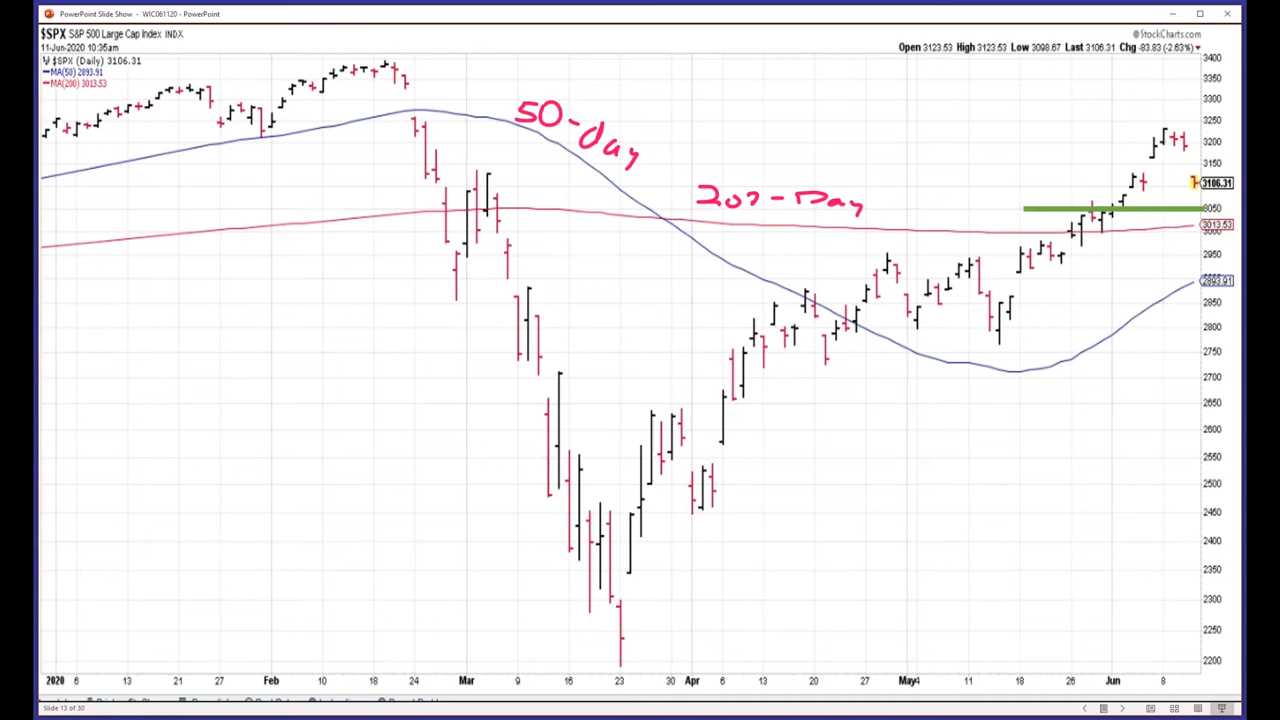 PowerPoint Slide Show - WIC061120 - PowerPoint
$SPX S&P 500 Large Cap Index INDX
© StockCharts.com
11-Jun-2020 10:35am
Open 3123.53 High 3123.53 Low 3098.67 Last 3106.31 Chg -83.83 (-2.63%)
$SPX (Daily) 3106.31
MA(50) 2893.91
MA(200) 3013.53
50-day
200-Day
3400
3350
3300
3250
3200
3150
3106.31
3050
3013.53
3000
2950
2893.91
2850
2800
2750
2700
2650
2600
2550
2500
2450
2400
2350
2300
2250
2200
2020 6 13 21 27 Feb 10 18 24 Mar 9 16 23 30 Apr 6 13 20 27 May 4 11 18 26 Jun 8
Slide 13 of 30